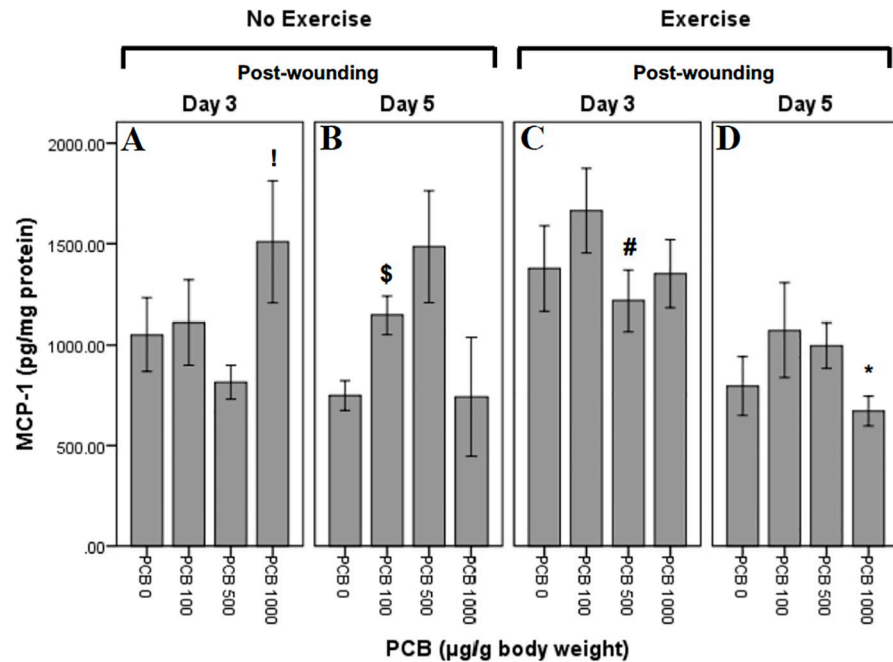 No Exercise Exercise
Post-wounding Post-wounding
Day 3 Day 5 Day 3 Day 5
A B C D
2000.00
1500.00
1000.00
500.00
.00
! $ # *
MCP-1 (pg/mg protein)
PCB 0 PCB 100 PCB 500 PCB 1000 PCB 0 PCB 100 PCB 500 PCB 1000 PCB 0 PCB 100 PCB 500 PCB 1000 PCB 0 PCB 100 PCB 500 PCB 1000
PCB (µg/g body weight)